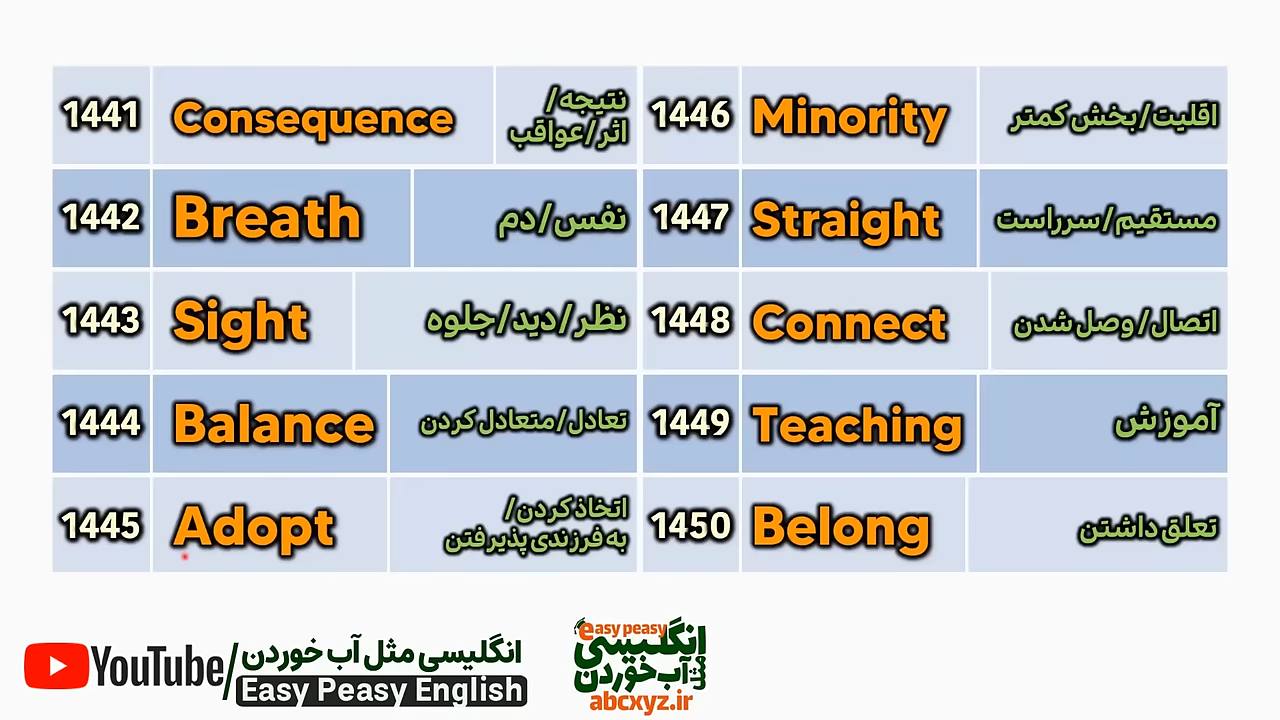 1441 Consequence نتیجه/
اثر/عواقب
1442 Breath نفس/دم
1443 Sight نظر/دید/جلوه
1444 Balance تعادل/متعادل کردن
1445 Adopt اتخاذ کردن/
به فرزندی پذیرفتن
1446 Minority اقلیت/بخش کمتر
1447 Straight مستقیم/سرراست
1448 Connect اتصال/وصل شدن
1449 Teaching آموزش
1450 Belong تعلق داشتن
YouTube/انگلیسی مثل آب خوردن
Easy Peasy English
easy peasy
انگلیسی
مثل آب خوردن
abcxyz.ir